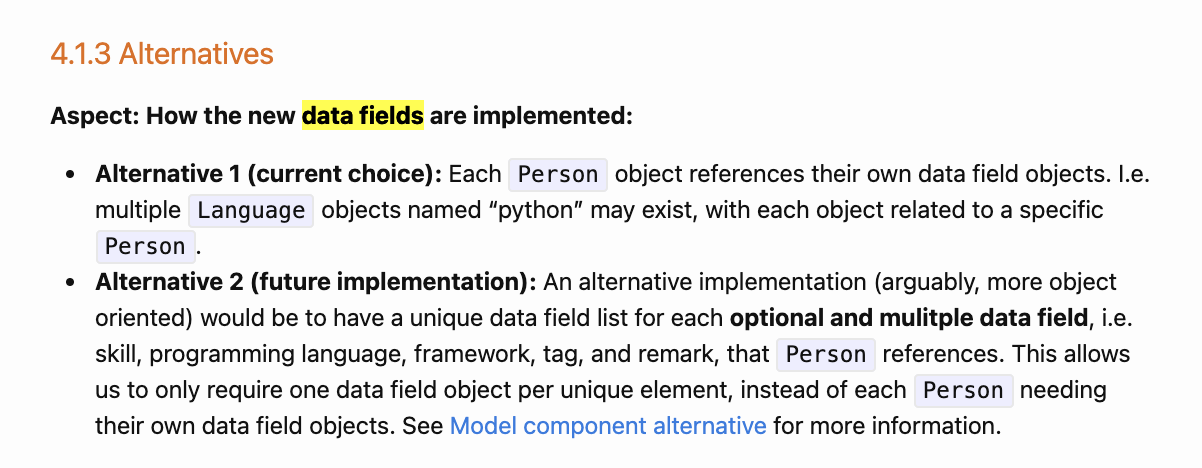 4.1.3 Alternatives
Aspect: How the new data fields are implemented:
• Alternative 1 (current choice): Each Person object references their own data field objects. I.e.
multiple Language objects named “python” may exist, with each object related to a specific
Person.
• Alternative 2 (future implementation): An alternative implementation (arguably, more object
oriented) would be to have a unique data field list for each optional and mulitple data field, i.e.
skill, programming language, framework, tag, and remark, that Person references. This allows
us to only require one data field object per unique element, instead of each Person needing
their own data field objects. See Model component alternative for more information.